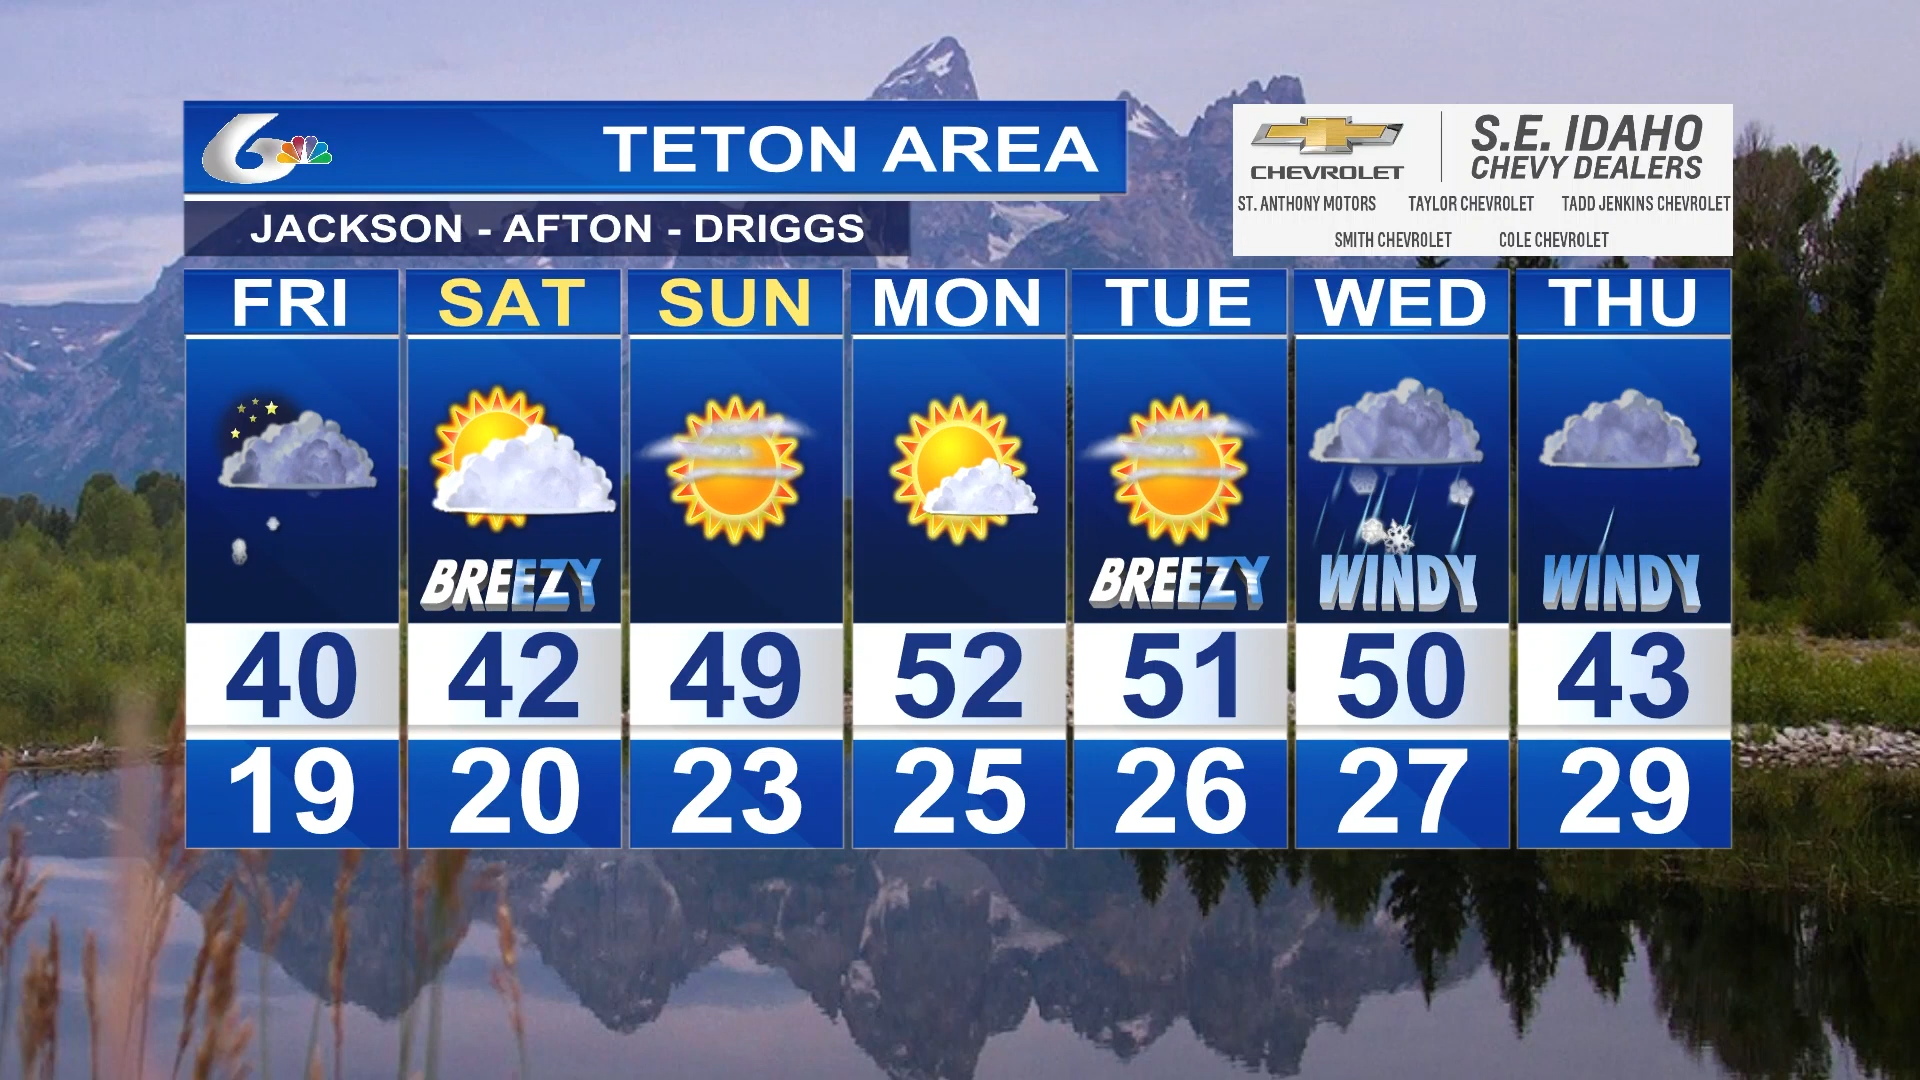 6
TETON AREA
JACKSON - AFTON - DRIGGS
CHEVROLET
S.E. IDAHO
CHEVY DEALERS
ST. ANTHONY MOTORS TAYLOR CHEVROLET TADD JENKINS CHEVROLET
SMITH CHEVROLET COLE CHEVROLET
FRI SAT SUN MON TUE WED THU
BREEZY BREEZY WINDY WINDY
40 42 49 52 51 50 43
19 20 23 25 26 27 29